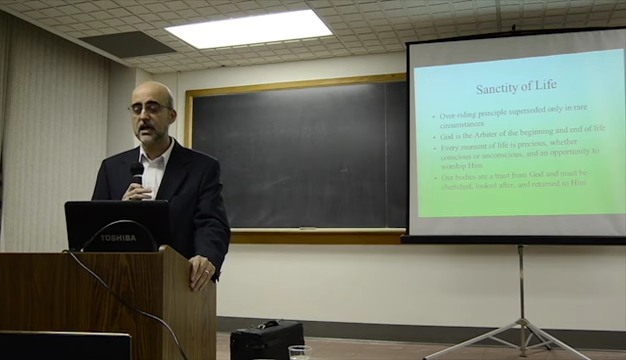 Sanctity of Life
• Over-riding principle superseded only in rare
circumstances
• God is the Arbiter of the beginning and end of life
• Every moment of life is precious, whether
conscious or unconscious, and an opportunity to
worship Him
• Our bodies are a trust from God and must be
cherished, looked after, and returned to Him
TOSHIBA